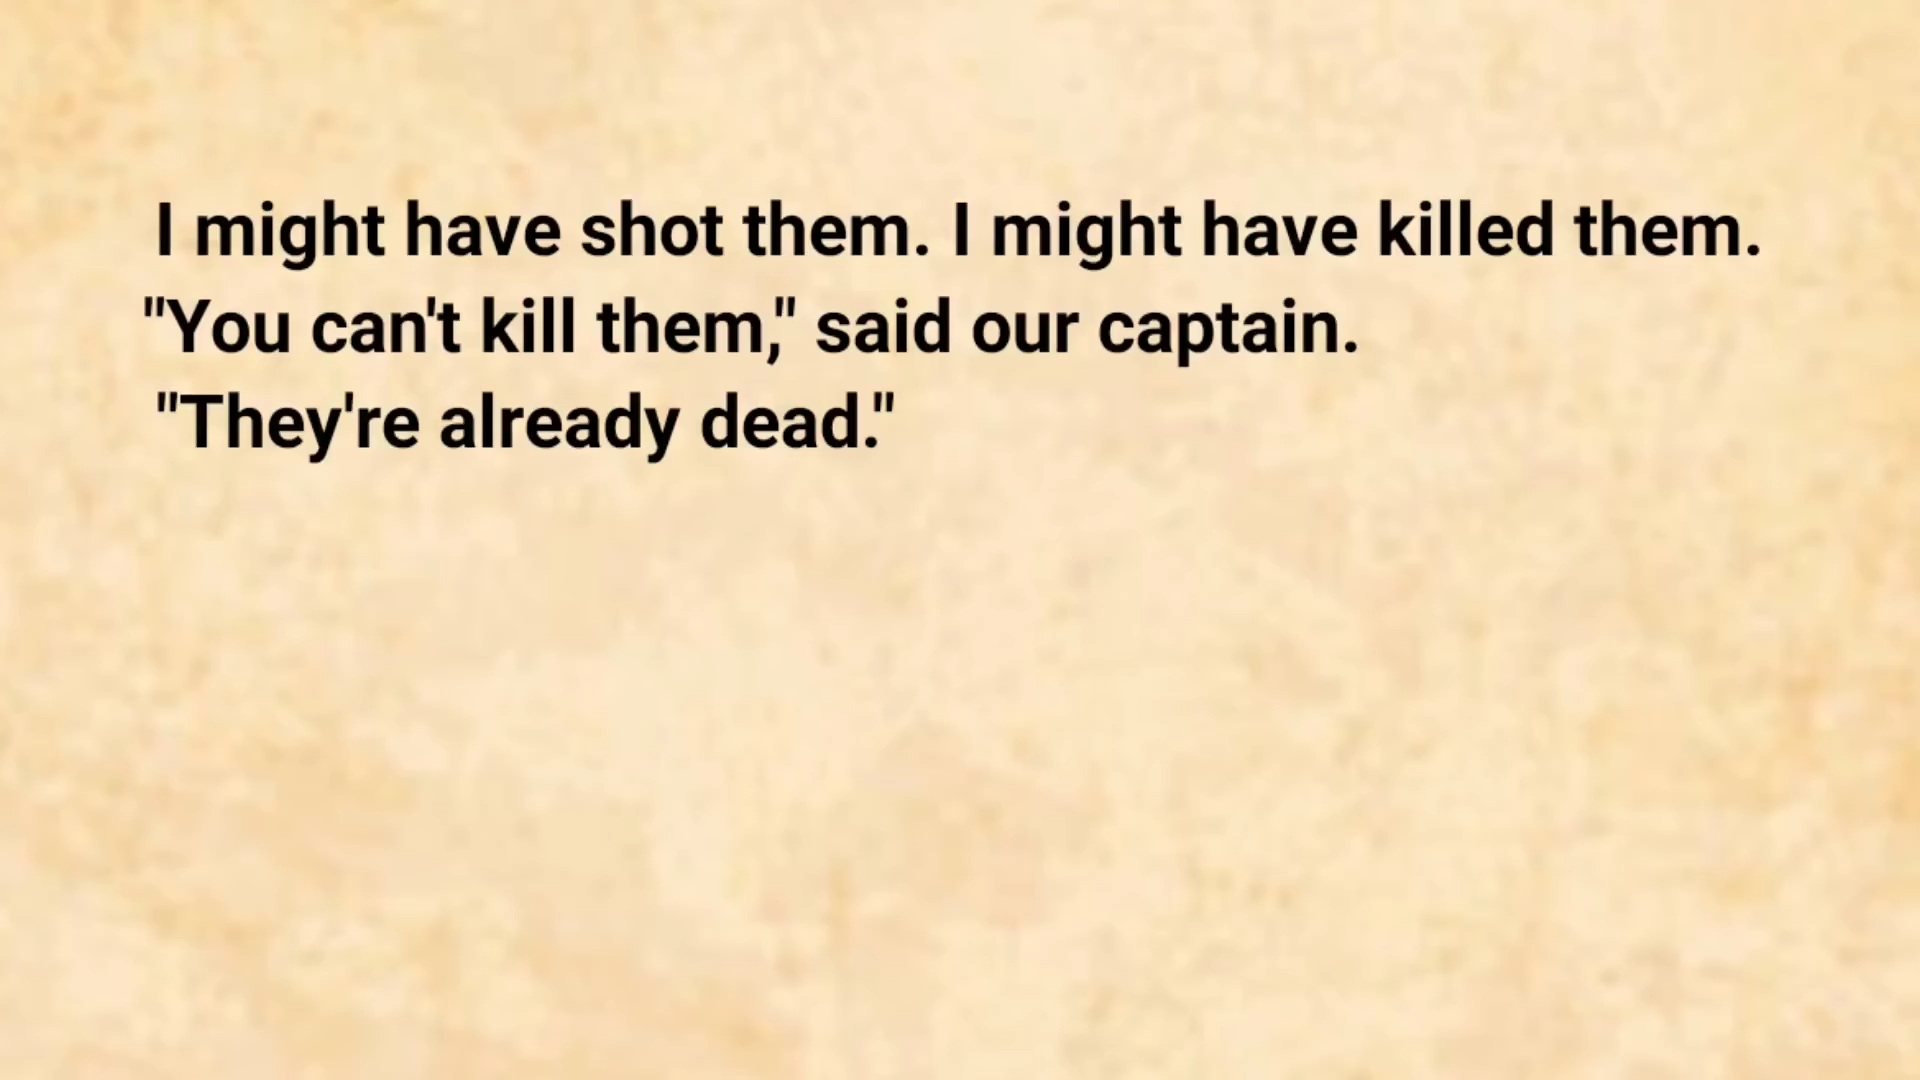 I might have shot them. I might have killed them.
"You can't kill them," said our captain.
"They're already dead."